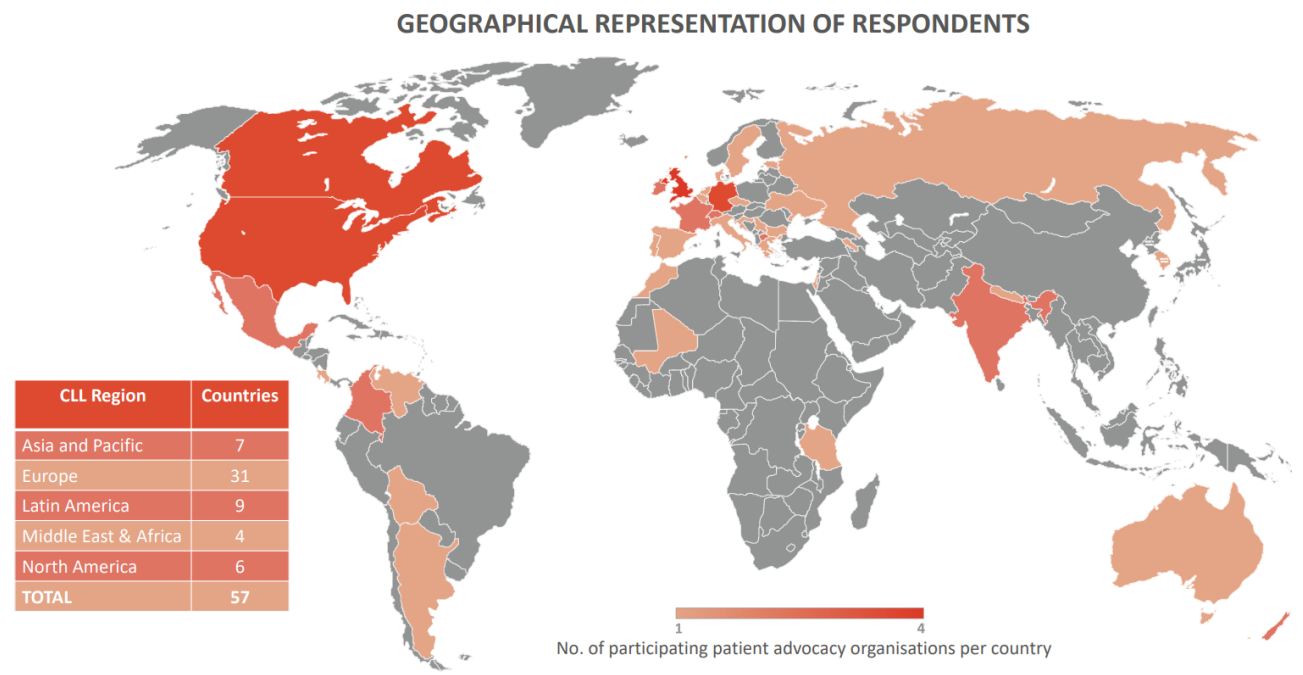 GEOGRAPHICAL REPRESENTATION OF RESPONDENTS
CLL Region Countries
Asia and Pacific 7
Europe 31
Latin America 9
Middle East & Africa 4
North America 6
TOTAL 57
1 4
No. of participating patient advocacy organisations per country